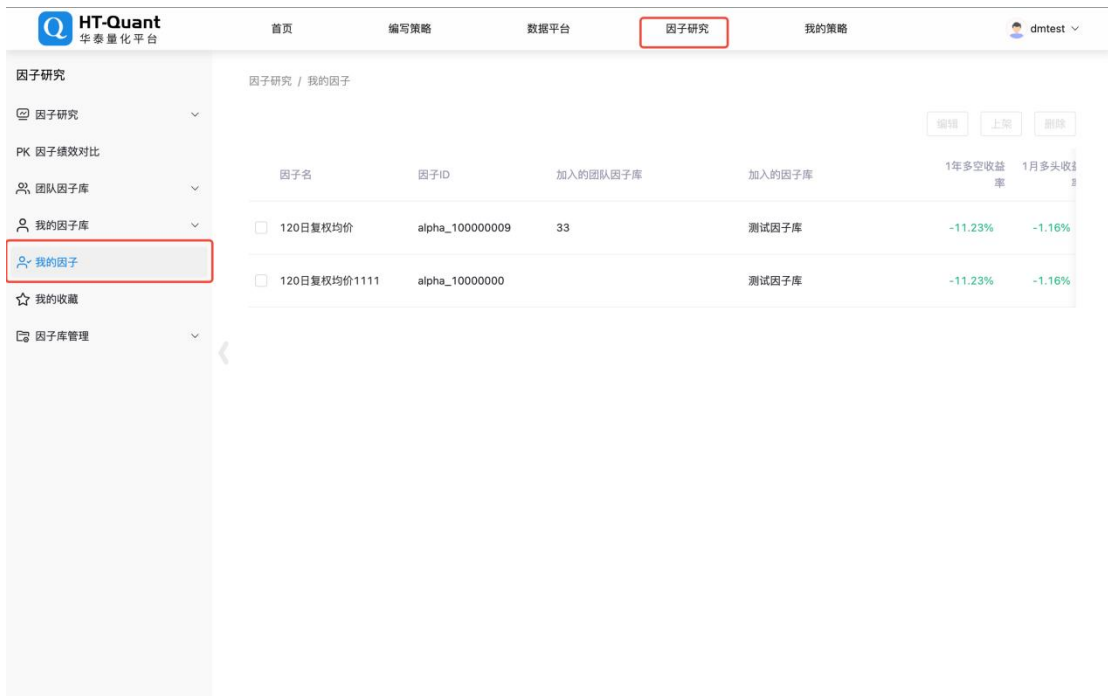 HT-Quant
华泰量化平台
首页 编写策略 数据平台 因子研究 我的策略 dmtest
因子研究
因子研究
PK 因子绩效对比
团队因子库
我的因子库
我的因子
我的收藏
因子库管理
因子研究 / 我的因子
编辑 上架 删除
因子名 因子ID 加入的团队因子库 加入的因子库 1年多空收益率 1月多头收益
120日复权均价 alpha_100000009 33 测试因子库 -11.23% -1.16%
120日复权均价1111 alpha_10000000 测试因子库 -11.23% -1.16%